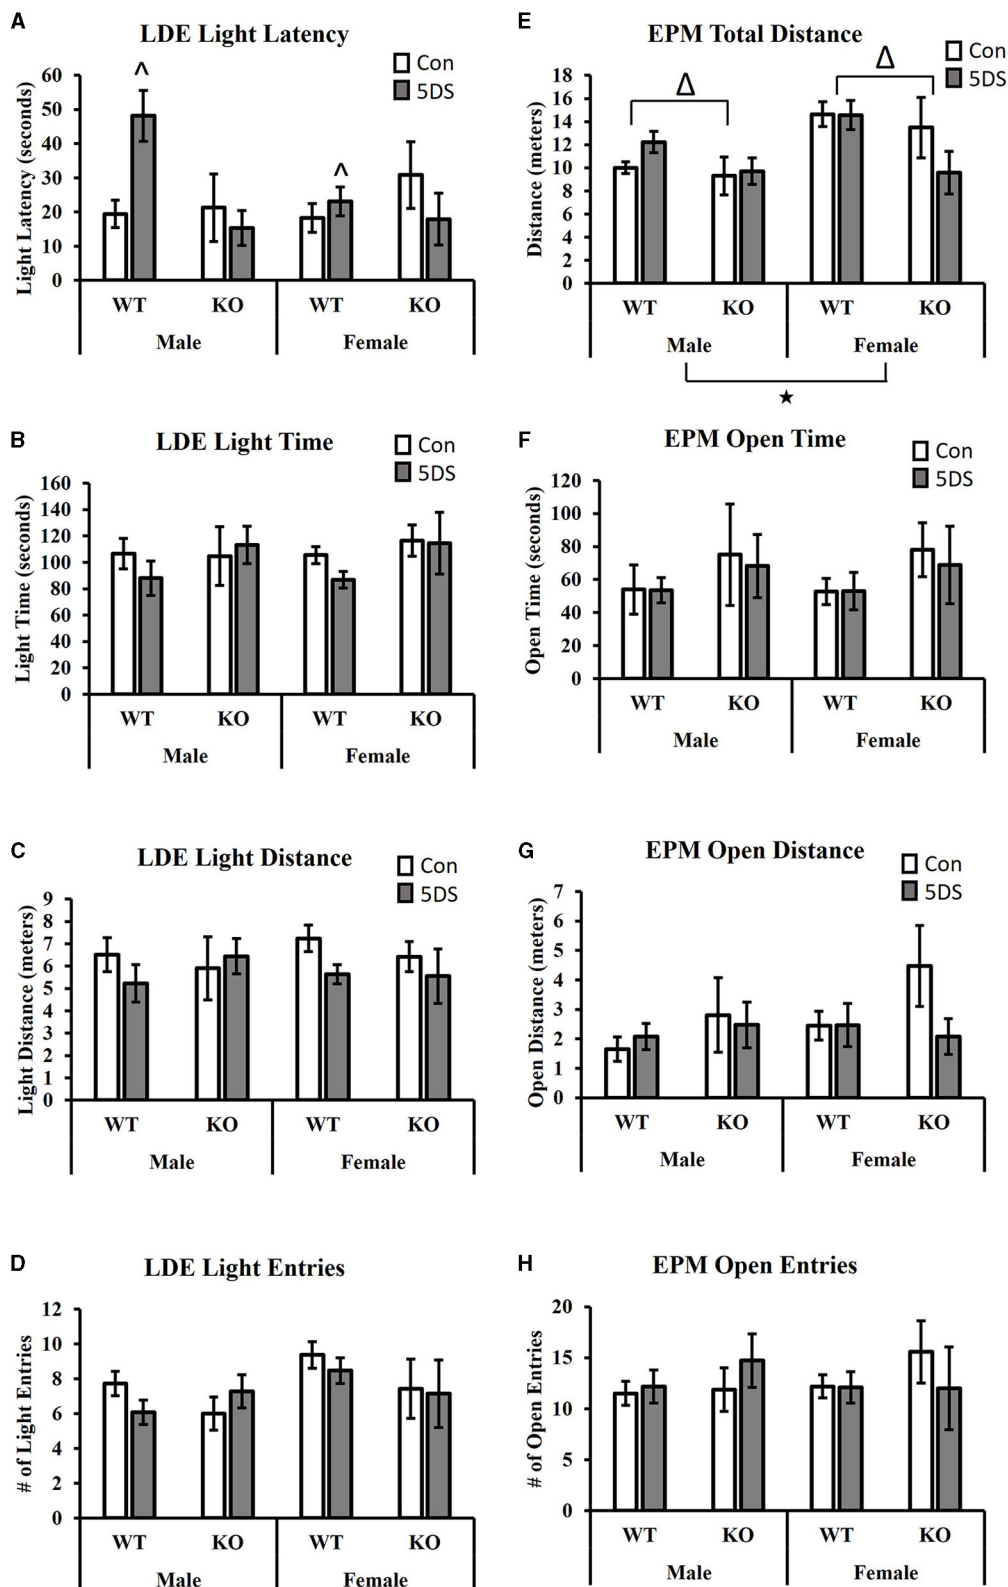 A
LDE Light Latency
Con
5DS
^
^
Light Latency (seconds)
60
50
40
30
20
10
0
WT KO WT KO
Male Female
B
LDE Light Time
Con
5DS
Light Time (seconds)
160
140
120
100
80
60
40
20
0
WT KO WT KO
Male Female
C
LDE Light Distance
Con
5DS
Light Distance (meters)
9
8
7
6
5
4
3
2
1
0
WT KO WT KO
Male Female
D
LDE Light Entries
# of Light Entries
12
10
8
6
4
2
0
WT KO WT KO
Male Female
E
EPM Total Distance
Con
5DS
Δ
Δ
Distance (meters)
18
16
14
12
10
8
6
4
2
0
WT KO WT KO
Male Female
★
F
EPM Open Time
Con
5DS
Open Time (seconds)
120
100
80
60
40
20
0
WT KO WT KO
Male Female
G
EPM Open Distance
Con
5DS
Open Distance (meters)
7
6
5
4
3
2
1
0
WT KO WT KO
Male Female
H
EPM Open Entries
# of Open Entries
20
15
10
5
0
WT KO WT KO
Male Female